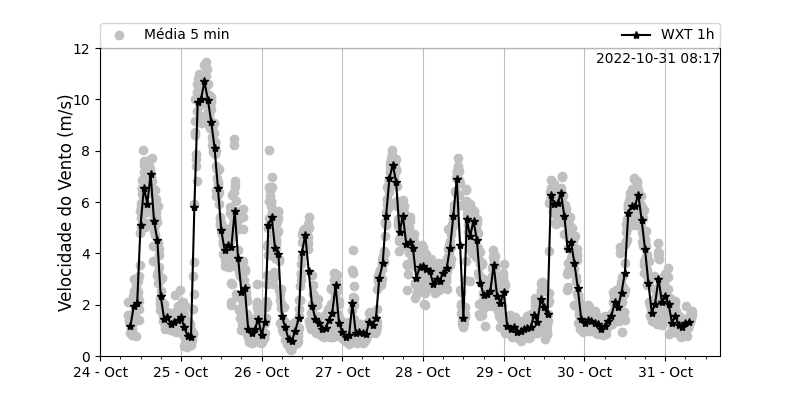 Média 5 min WXT 1h
2022-10-31 08:17
Velocidade do Vento (m/s)
12
10
8
6
4
2
0
24 - Oct 25 - Oct 26 - Oct 27 - Oct 28 - Oct 29 - Oct 30 - Oct 31 - Oct